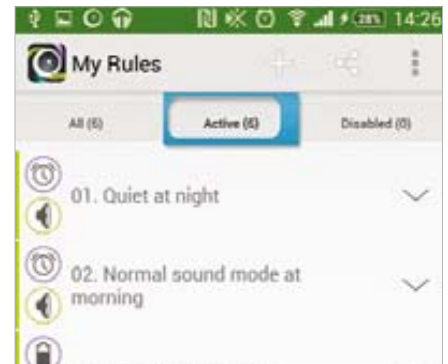 28% 14:26
My Rules
All (6) Active (6) Disabled (0)
01. Quiet at night
02. Normal sound mode at
morning